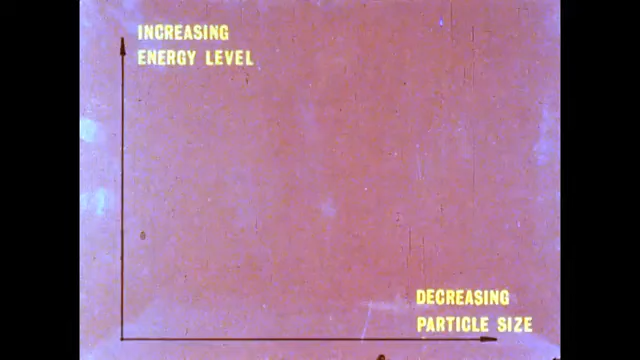 INCREASING
ENERGY LEVEL
DECREASING
PARTICLE SIZE